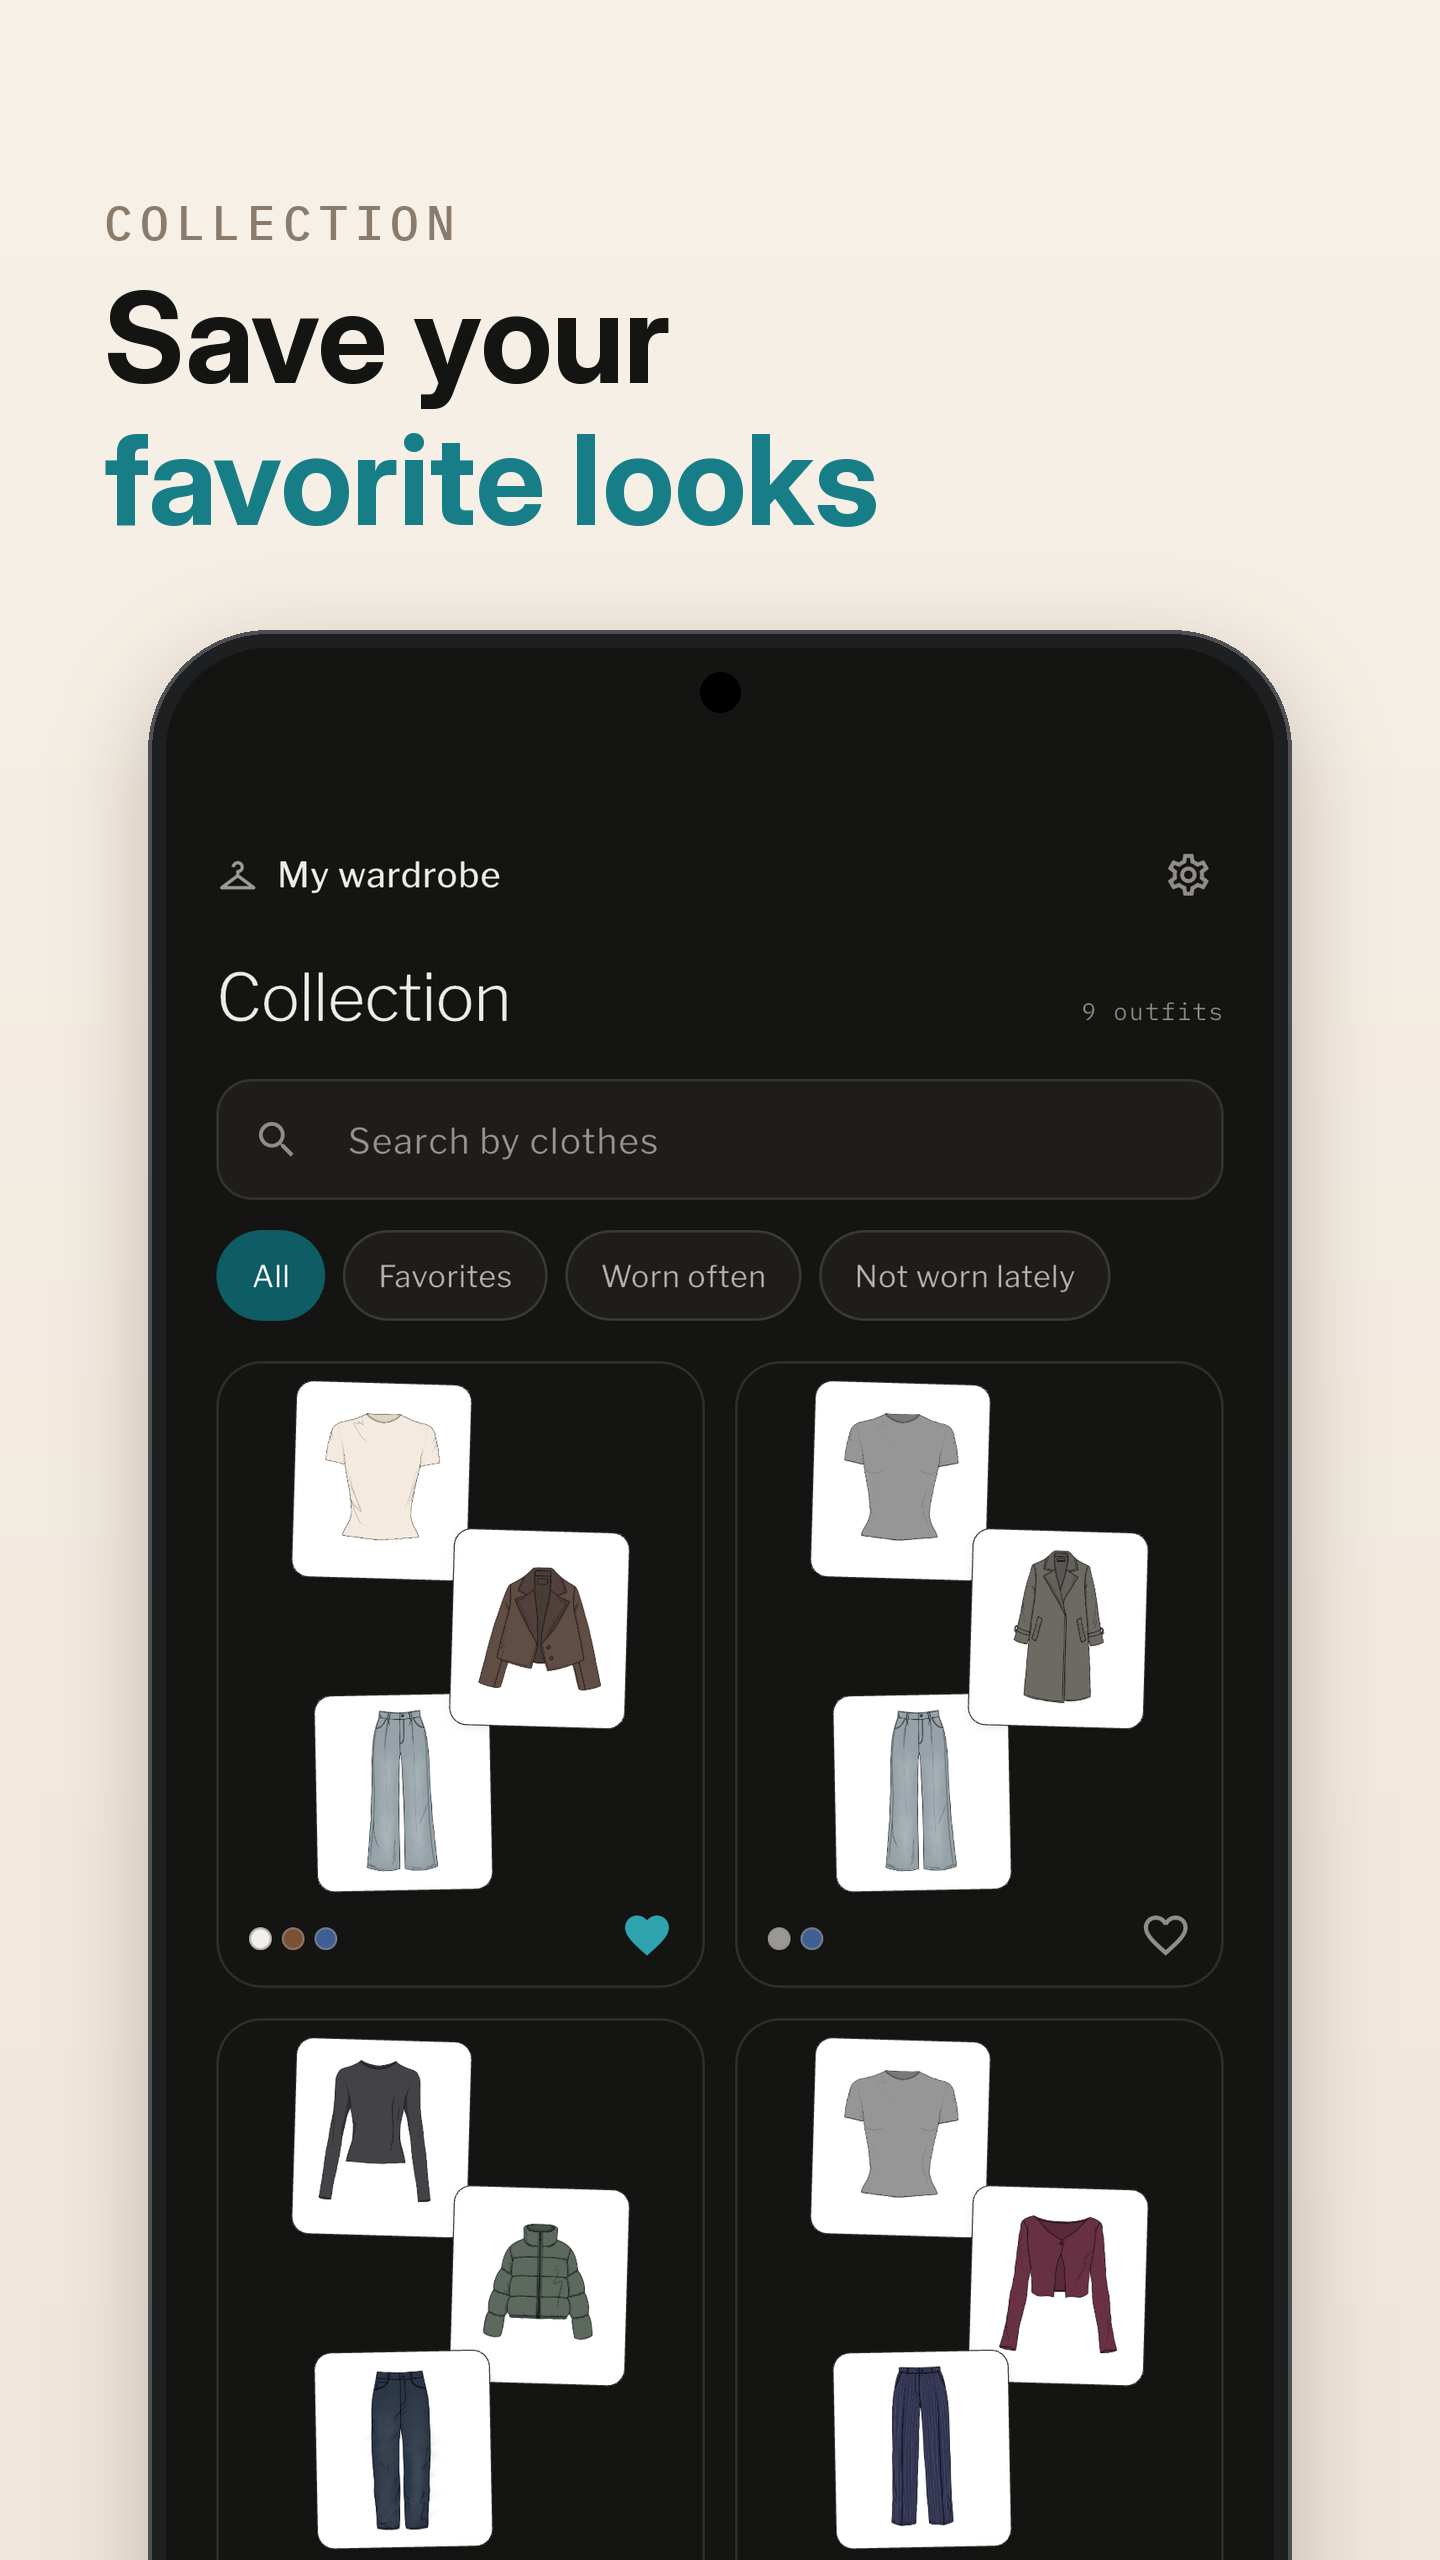 COLLECTION
Save your
favorite looks
My wardrobe
Collection
9 outfits
Search by clothes
All
Favorites
Worn often
Not worn lately